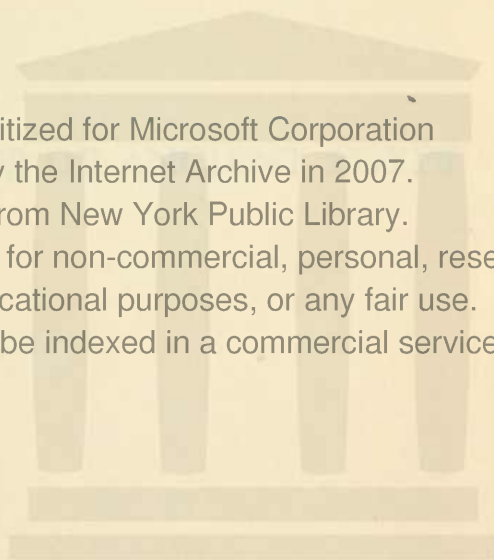 itized for Microsoft Corporation
the Internet Archive in 2007.
rom New York Public Library.
for non-commercial, personal, rese
cational purposes, or any fair use.
be indexed in a commercial service